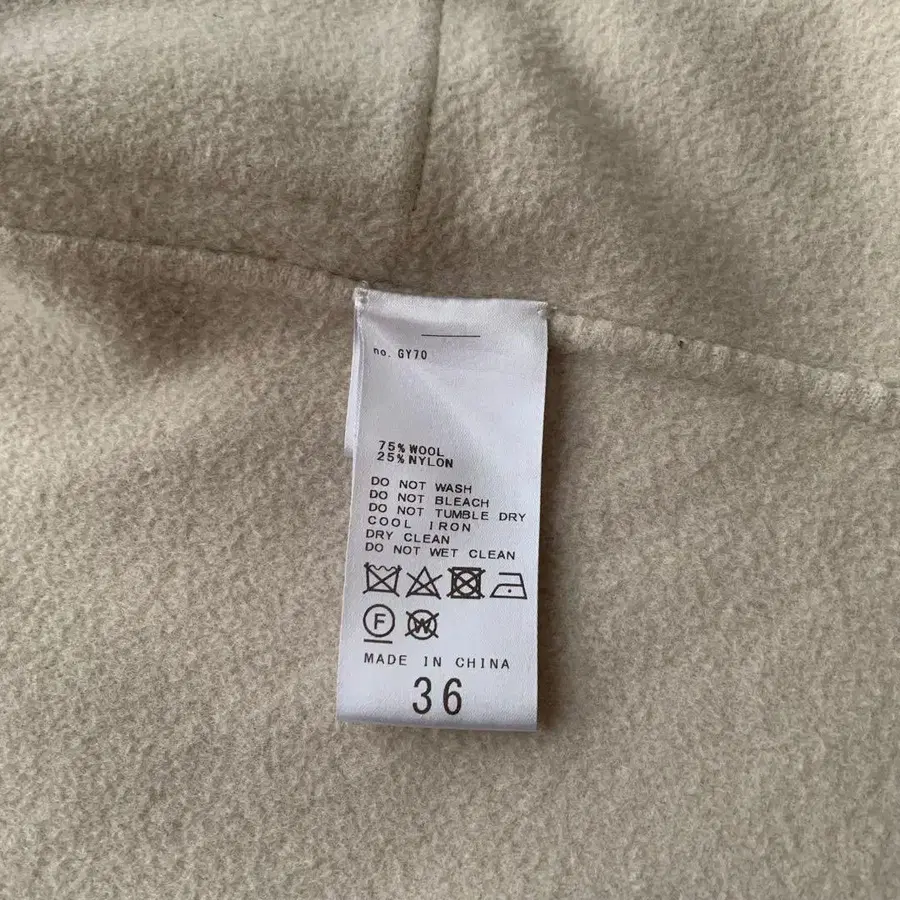 no. GY70
75% WOOL
25% NYLON
DO NOT WASH
DO NOT BLEACH
DO NOT TUMBLE DRY
COOL IRON
DRY CLEAN
DO NOT WET CLEAN
F W
MADE IN CHINA
36